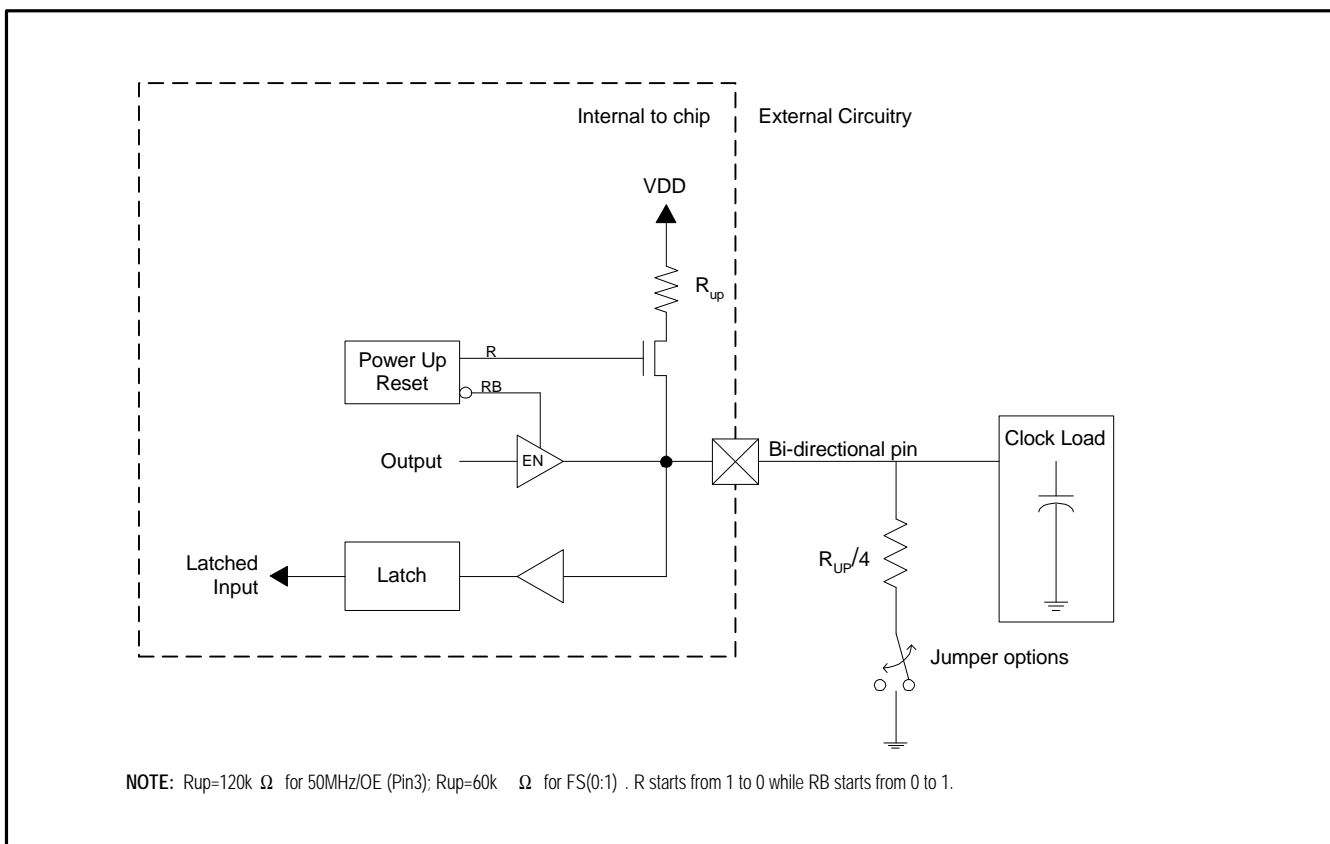 Internal to chip
External Circuitry
VDD
Rup
Power Up
Reset
R
RB
Output
EN
Bi-directional pin
Clock Load
Latched
Input
Latch
RUP/4
Jumper options
NOTE: Rup=120k Ω for 50MHz/OE (Pin3); Rup=60k Ω for FS(0:1) . R starts from 1 to 0 while RB starts from 0 to 1.